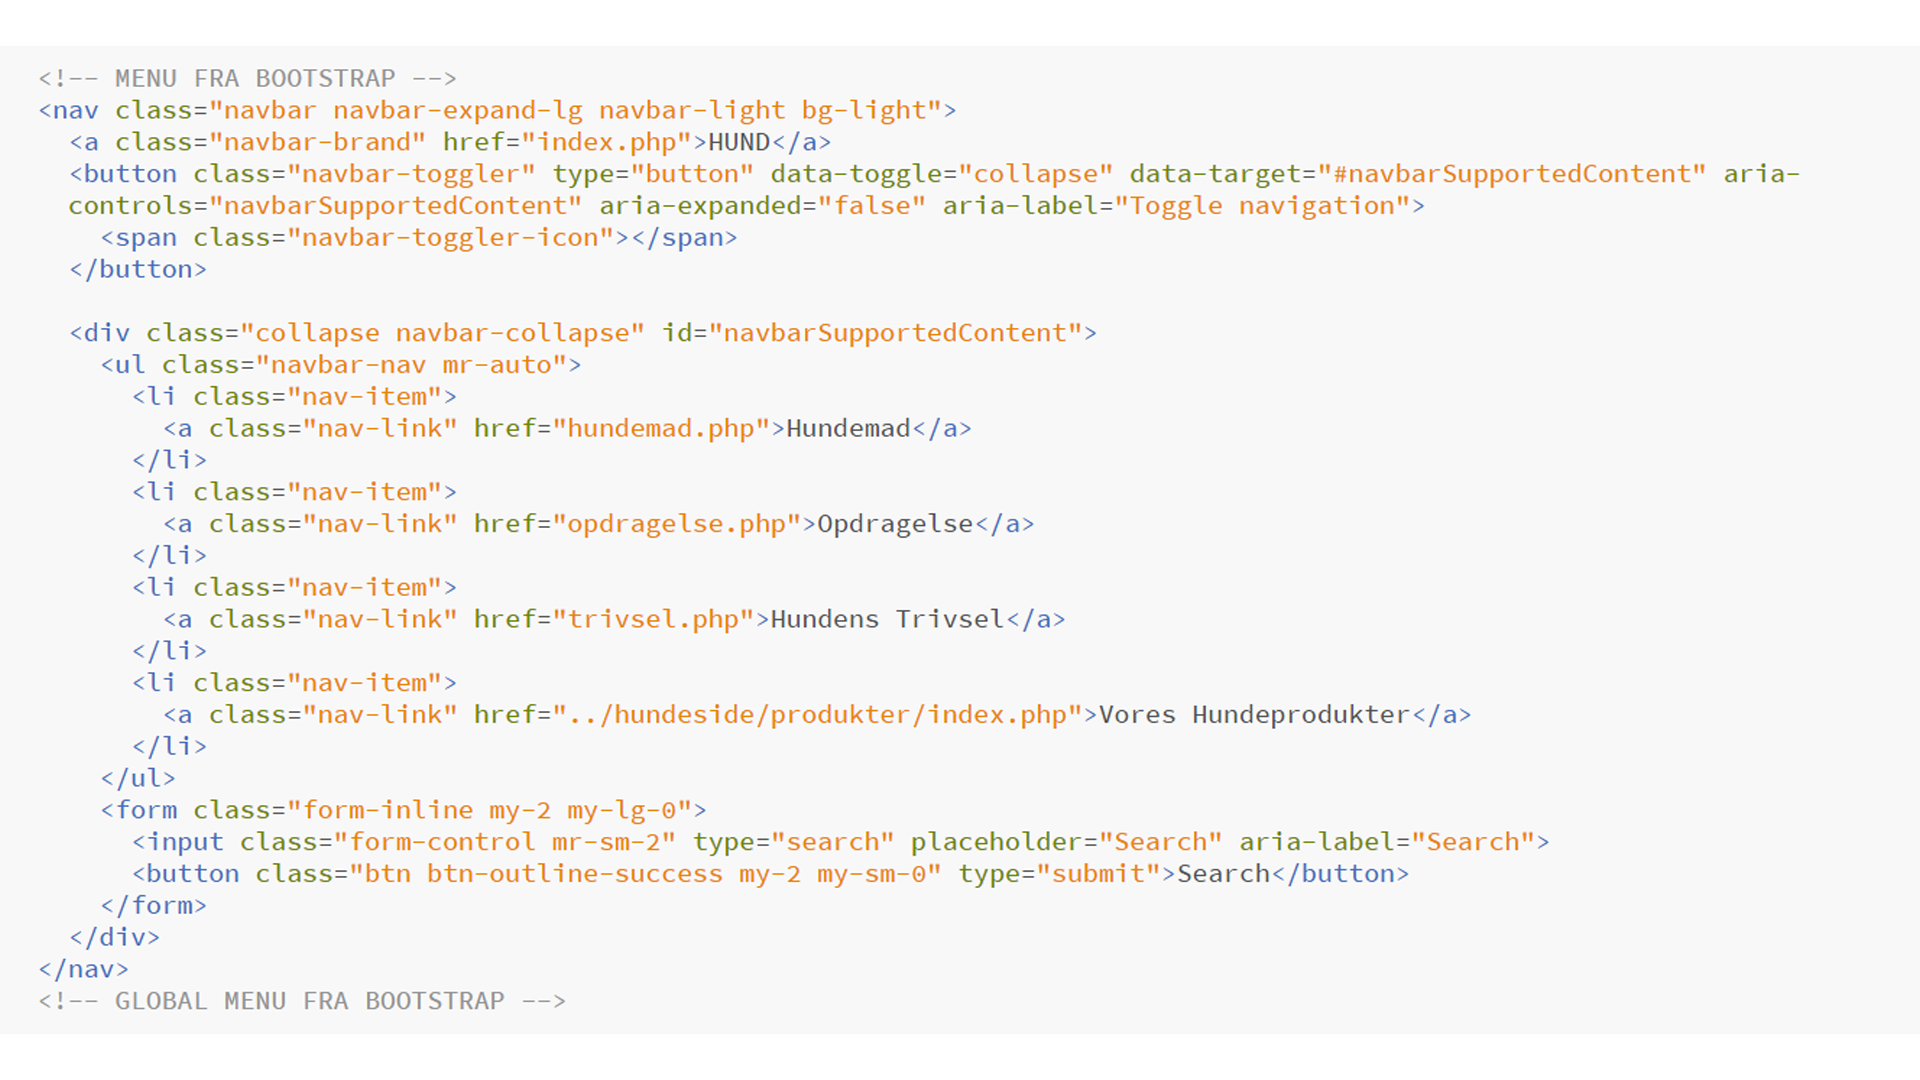 <!-- MENU FRA BOOTSTRAP -->
<nav class="navbar navbar-expand-lg navbar-light bg-light">
  <a class="navbar-brand" href="index.php">HUND</a>
  <button class="navbar-toggler" type="button" data-toggle="collapse" data-target="#navbarSupportedContent" aria-
  controls="navbarSupportedContent" aria-expanded="false" aria-label="Toggle navigation">
    <span class="navbar-toggler-icon"></span>
  </button>

  <div class="collapse navbar-collapse" id="navbarSupportedContent">
    <ul class="navbar-nav mr-auto">
      <li class="nav-item">
        <a class="nav-link" href="hundemad.php">Hundemad</a>
      </li>
      <li class="nav-item">
        <a class="nav-link" href="opdragelse.php">Opdragelse</a>
      </li>
      <li class="nav-item">
        <a class="nav-link" href="trivsel.php">Hundens Trivsel</a>
      </li>
      <li class="nav-item">
        <a class="nav-link" href="../hundeside/produkter/index.php">Vores Hundeprodukter</a>
      </li>
    </ul>
    <form class="form-inline my-2 my-lg-0">
      <input class="form-control mr-sm-2" type="search" placeholder="Search" aria-label="Search">
      <button class="btn btn-outline-success my-2 my-sm-0" type="submit">Search</button>
    </form>
  </div>
</nav>
<!-- GLOBAL MENU FRA BOOTSTRAP -->